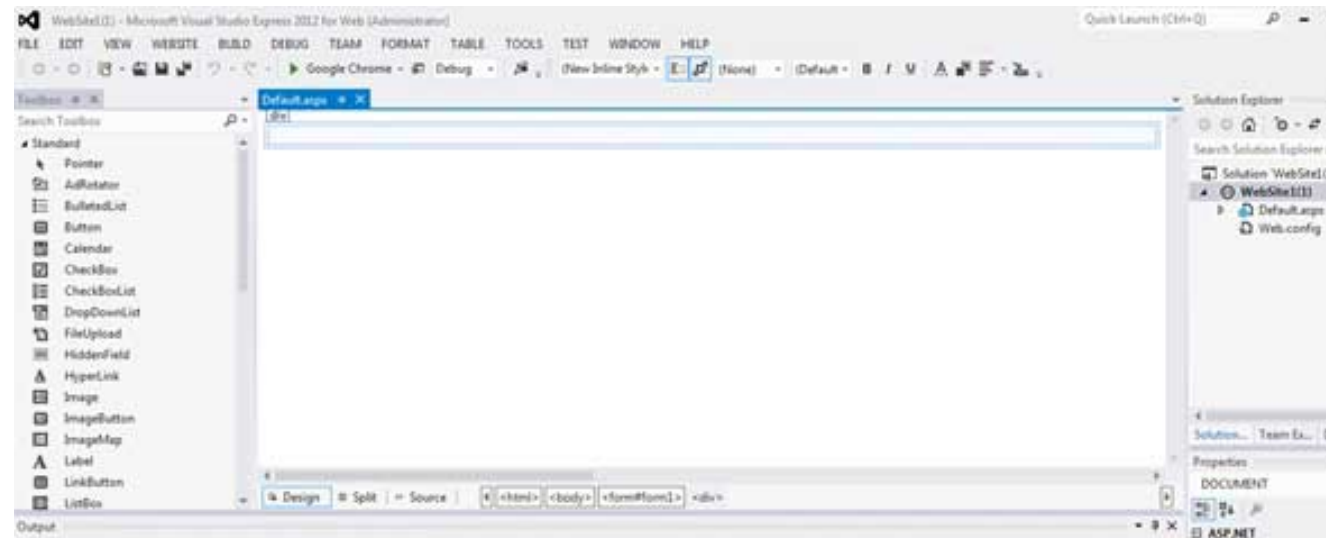 WebSite1(1) - Microsoft Visual Studio Express 2012 for Web (Administrator)
Quick Launch (Ctrl+Q)
FILE EDIT VIEW WEBSITE BUILD DEBUG TEAM FORMAT TABLE TOOLS TEST WINDOW HELP
Google Chrome Debug (New Inline Styl (None) (Default B I U A
Toolbox
Default.aspx
Solution Explorer
Search Toolbox
div
Search Solution Explorer
Standard
Pointer
AdRotator
BulletedList
Button
Calendar
CheckBox
CheckBoxList
DropDownList
FileUpload
HiddenField
HyperLink
Image
ImageButton
ImageMap
Label
LinkButton
ListBox
Solution 'WebSite1(
WebSite1(1)
Default.aspx
Web.config
Solution... Team Ex...
Properties
DOCUMENT
ASP.NET
Design Split Source <html> <body> <form#form1> <div>
Output